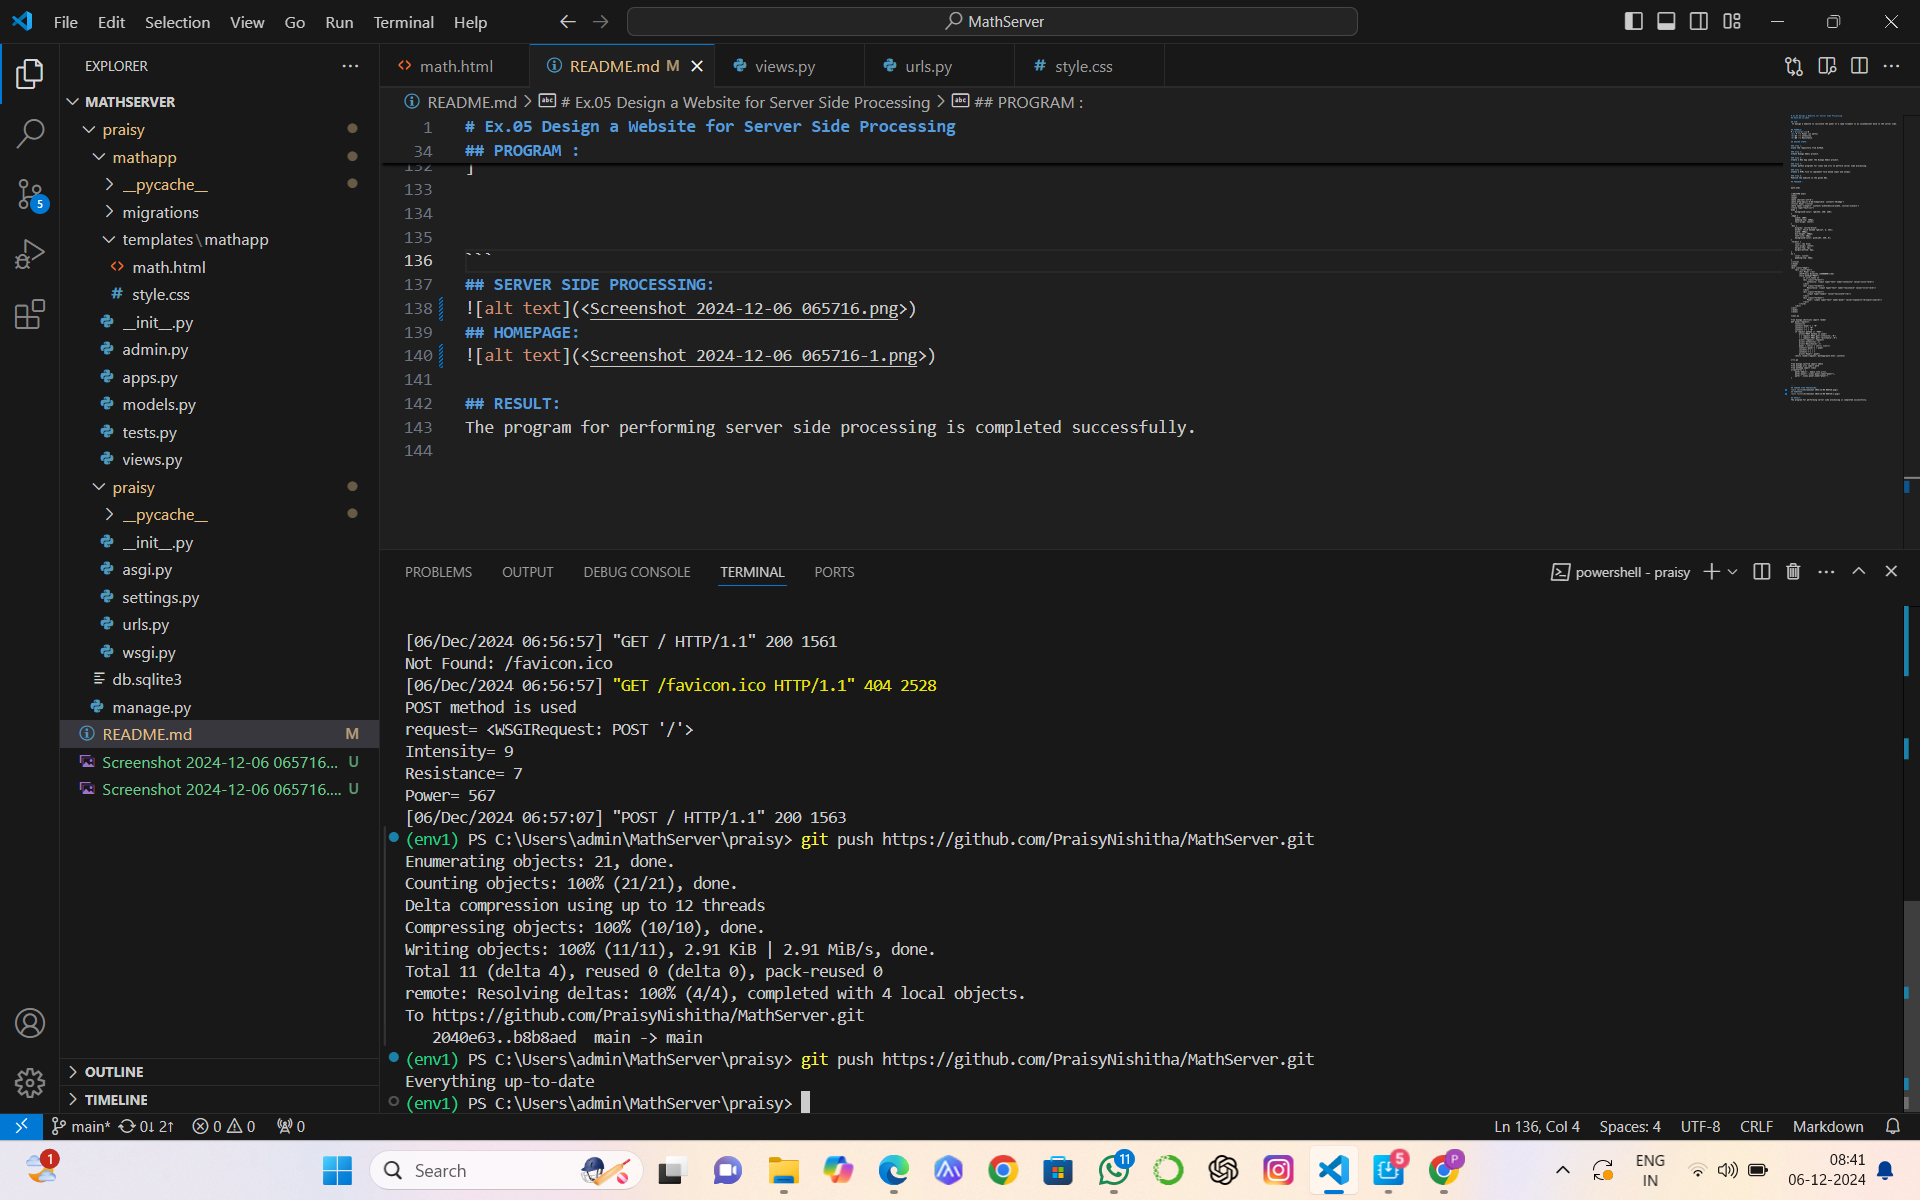 File Edit Selection View Go Run Terminal Help
MathServer
EXPLORER
MATHSERVER
praisy
mathapp
__pycache__
migrations
templates\mathapp
math.html
style.css
__init__.py
admin.py
apps.py
models.py
tests.py
views.py
praisy
__pycache__
__init__.py
asgi.py
settings.py
urls.py
wsgi.py
db.sqlite3
manage.py
README.md M
Screenshot 2024-12-06 065716... U
Screenshot 2024-12-06 065716.... U
OUTLINE
TIMELINE
5
math.html README.md M views.py urls.py style.css
README.md > # Ex.05 Design a Website for Server Side Processing > ## PROGRAM :
1 # Ex.05 Design a Website for Server Side Processing
34 ## PROGRAM :
132 ]
133
134
135
136 ```
137 ## SERVER SIDE PROCESSING:
138 ![alt text](<Screenshot 2024-12-06 065716.png>)
139 ## HOMEPAGE:
140 ![alt text](<Screenshot 2024-12-06 065716-1.png>)
141
142 ## RESULT:
143 The program for performing server side processing is completed successfully.
144
PROBLEMS OUTPUT DEBUG CONSOLE TERMINAL PORTS
powershell - praisy
[06/Dec/2024 06:56:57] "GET / HTTP/1.1" 200 1561
Not Found: /favicon.ico
[06/Dec/2024 06:56:57] "GET /favicon.ico HTTP/1.1" 404 2528
POST method is used
request= <WSGIRequest: POST '/'>
Intensity= 9
Resistance= 7
Power= 567
[06/Dec/2024 06:57:07] "POST / HTTP/1.1" 200 1563
(env1) PS C:\Users\admin\MathServer\praisy> git push https://github.com/PraisyNishitha/MathServer.git
Enumerating objects: 21, done.
Counting objects: 100% (21/21), done.
Delta compression using up to 12 threads
Compressing objects: 100% (10/10), done.
Writing objects: 100% (11/11), 2.91 KiB | 2.91 MiB/s, done.
Total 11 (delta 4), reused 0 (delta 0), pack-reused 0
remote: Resolving deltas: 100% (4/4), completed with 4 local objects.
To https://github.com/PraisyNishitha/MathServer.git
2040e63..b8b8aed main -> main
(env1) PS C:\Users\admin\MathServer\praisy> git push https://github.com/PraisyNishitha/MathServer.git
Everything up-to-date
(env1) PS C:\Users\admin\MathServer\praisy>
main* 0↓ 2↑ 0 0 0
Ln 136, Col 4 Spaces: 4 UTF-8 CRLF Markdown
1
Search
11
5
P
ENG
IN
08:41
06-12-2024